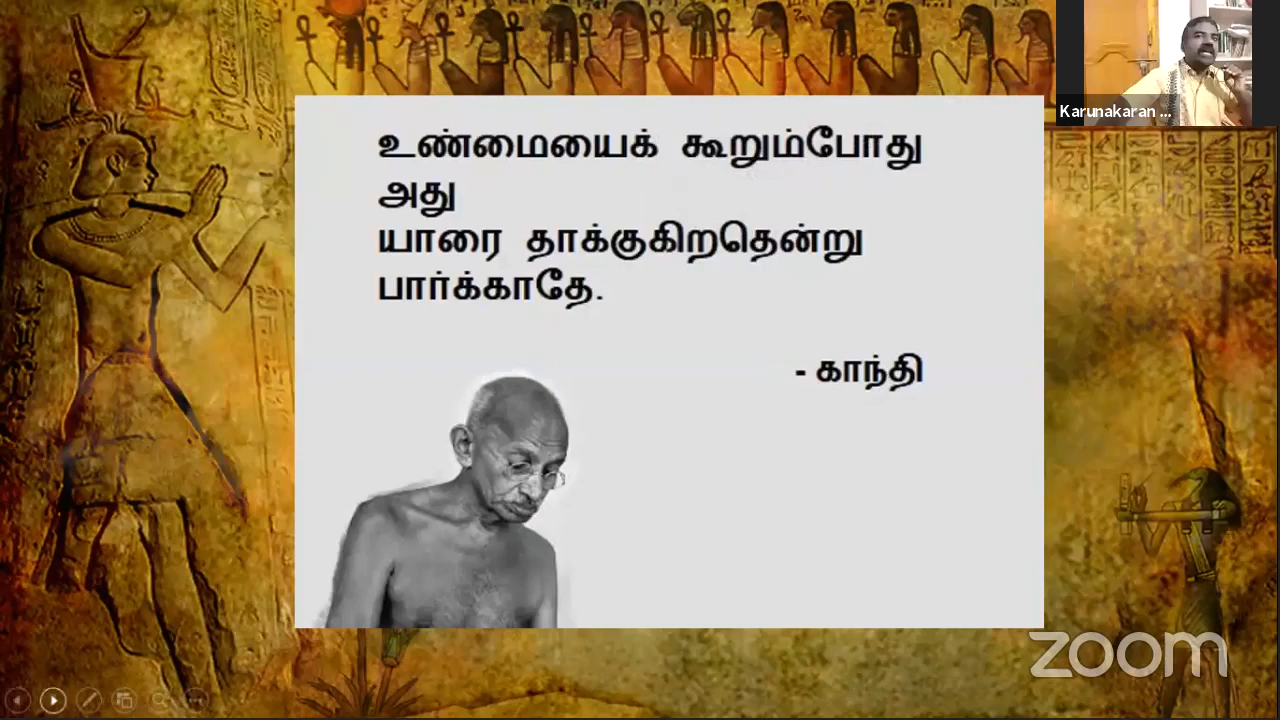 உண்மையைக் கூறும்போது
அது
யாரை தாக்குகிறதென்று
பார்க்காதே.
- காந்தி
Karunakaran ...
zoom